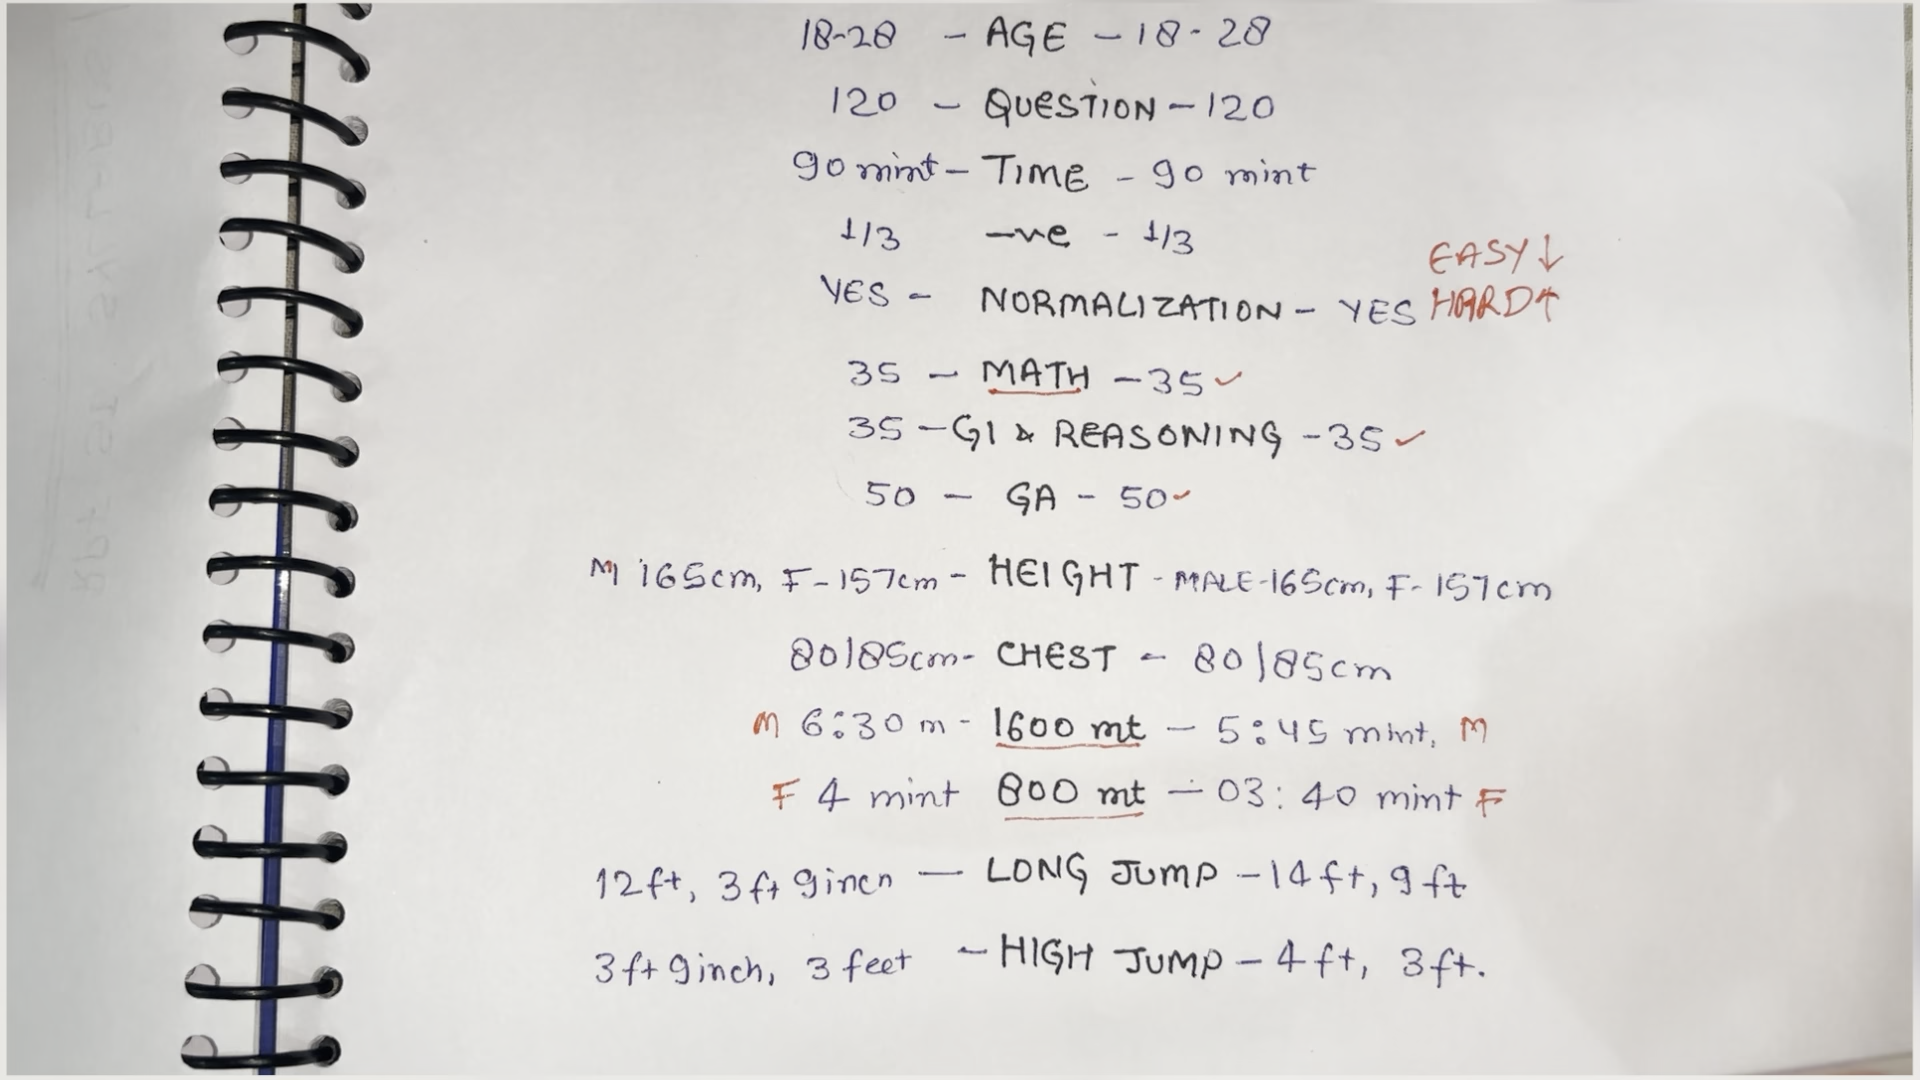 18-28 - AGE - 18-28
120 - QUESTION - 120
90 mint - TIME - 90 mint
1/3 -ve - 1/3
EASY↓
YES - NORMALIZATION - YES HARD↑
35 - MATH - 35 ✓
35 - GI & REASONING - 35 ✓
50 - GA - 50 ✓
M 165cm, F-157cm - HEIGHT - MALE-165cm, F-157cm
80|85cm - CHEST - 80|85cm
M 6:30 m - 1600 mt - 5:45 mint, M
F 4 mint 800 mt - 03:40 mint F
12ft, 3ft 9inch - LONG JUMP - 14ft, 9ft
3ft 9inch, 3 feet - HIGH JUMP - 4ft, 3ft.